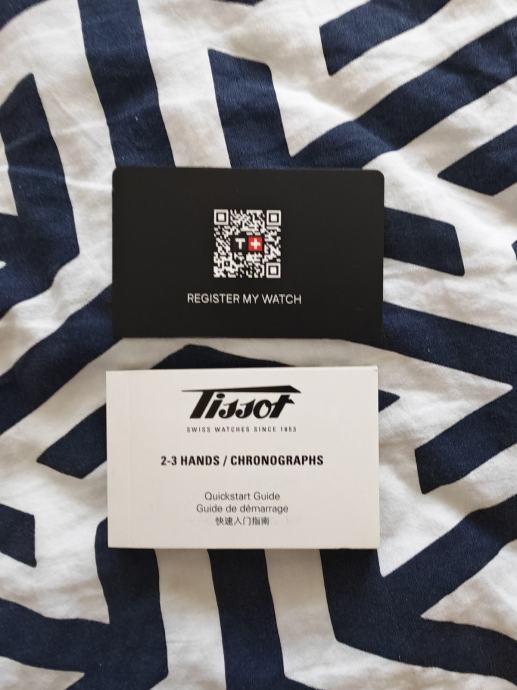 T+
REGISTER MY WATCH
Tissot
SWISS WATCHES SINCE 1853
2-3 HANDS / CHRONOGRAPHS
Quickstart Guide
Guide de démarrage
快速入门指南